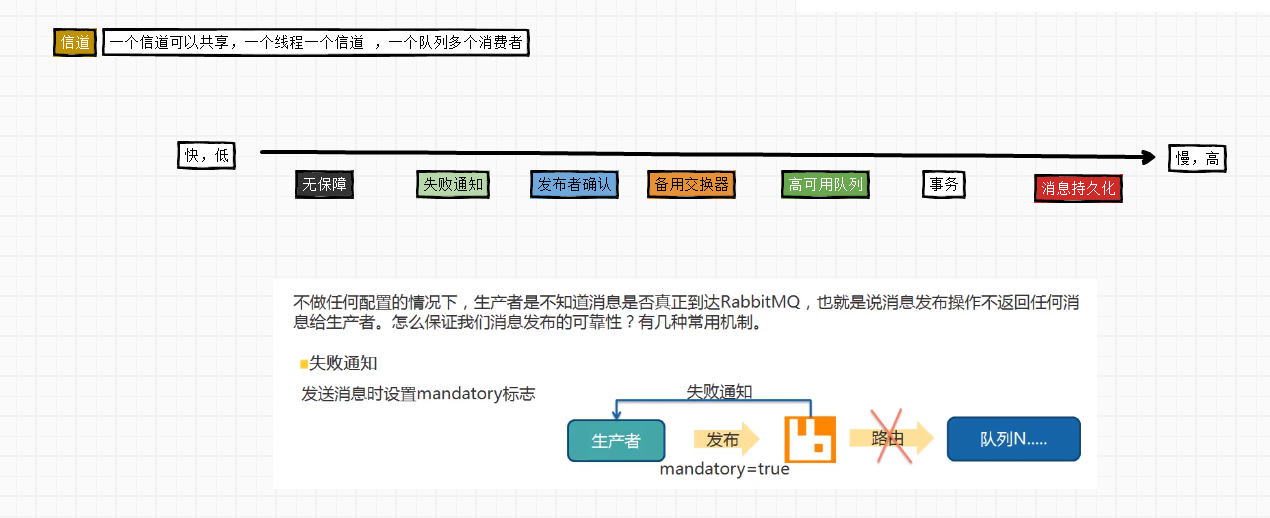 信道
一个信道可以共享，一个线程一个信道 ，一个队列多个消费者
快，低
慢，高
无保障
失败通知
发布者确认
备用交换器
高可用队列
事务
消息持久化
不做任何配置的情况下，生产者是不知道消息是否真正到达RabbitMQ，也就是说消息发布操作不返回任何消
息给生产者。怎么保证我们消息发布的可靠性？有几种常用机制。
失败通知
发送消息时设置mandatory标志
失败通知
生产者
发布
路由
队列N.....
mandatory=true